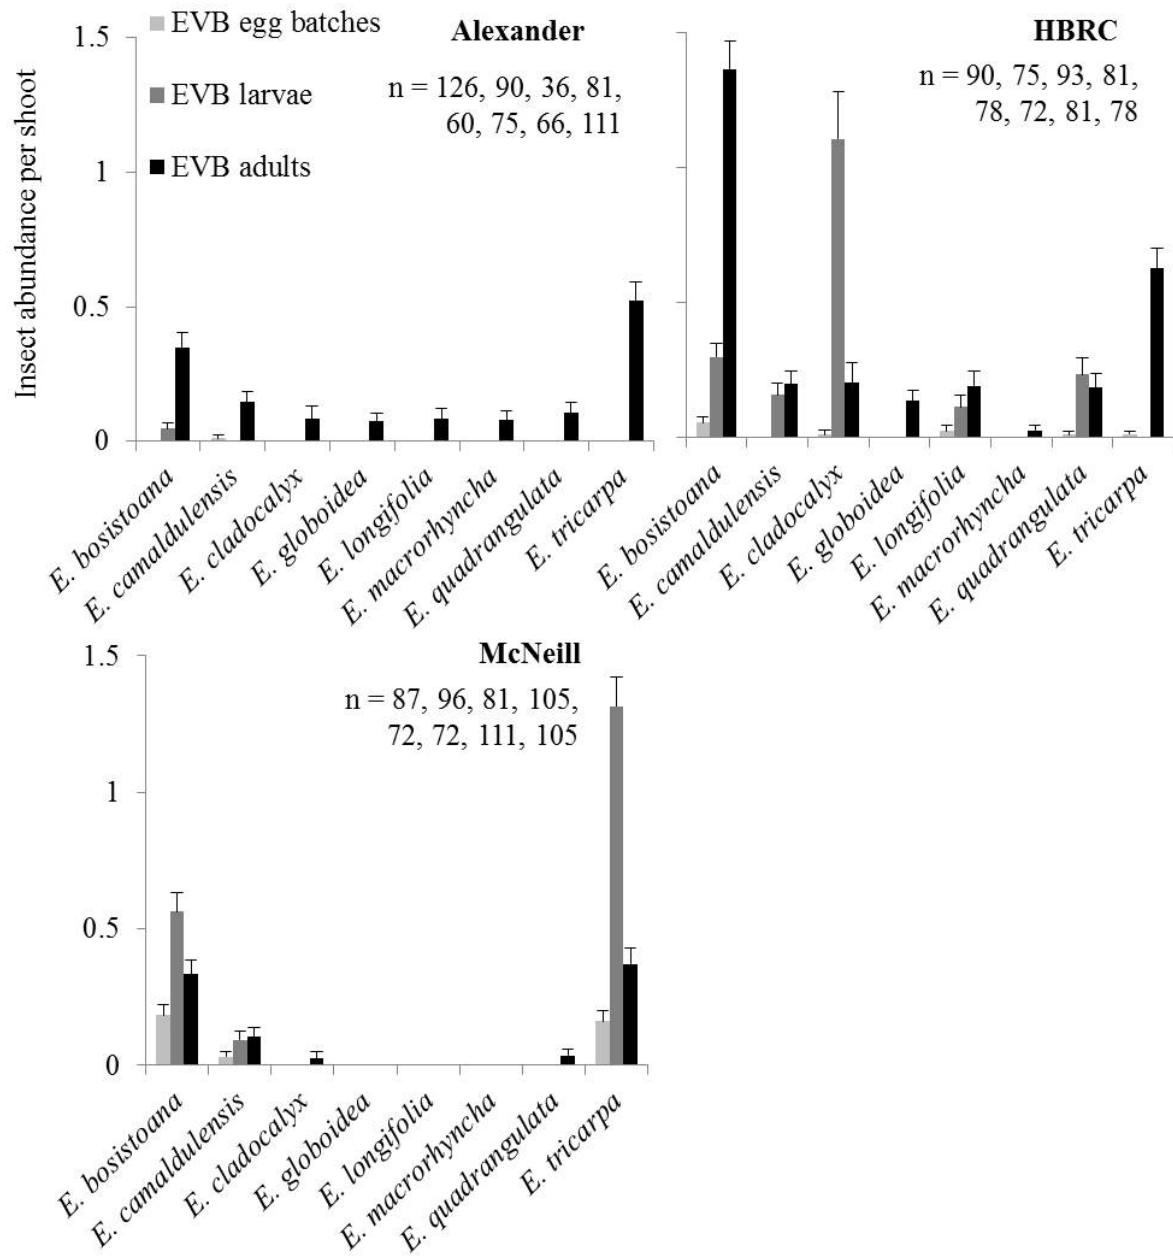 Insect abundance per shoot
EVB egg batches
EVB larvae
EVB adults
Alexander
n = 126, 90, 36, 81,
60, 75, 66, 111
1.5
1
0.5
0
E. bosistoana
E. camaldulensis
E. cladocalyx
E. globoidea
E. longifolia
E. macrorhyncha
E. quadrangulata
E. tricarpa
HBRC
n = 90, 75, 93, 81,
78, 72, 81, 78
E. bosistoana
E. camaldulensis
E. cladocalyx
E. globoidea
E. longifolia
E. macrorhyncha
E. quadrangulata
E. tricarpa
McNeill
n = 87, 96, 81, 105,
72, 72, 111, 105
1.5
1
0.5
0
E. bosistoana
E. camaldulensis
E. cladocalyx
E. globoidea
E. longifolia
E. macrorhyncha
E. quadrangulata
E. tricarpa